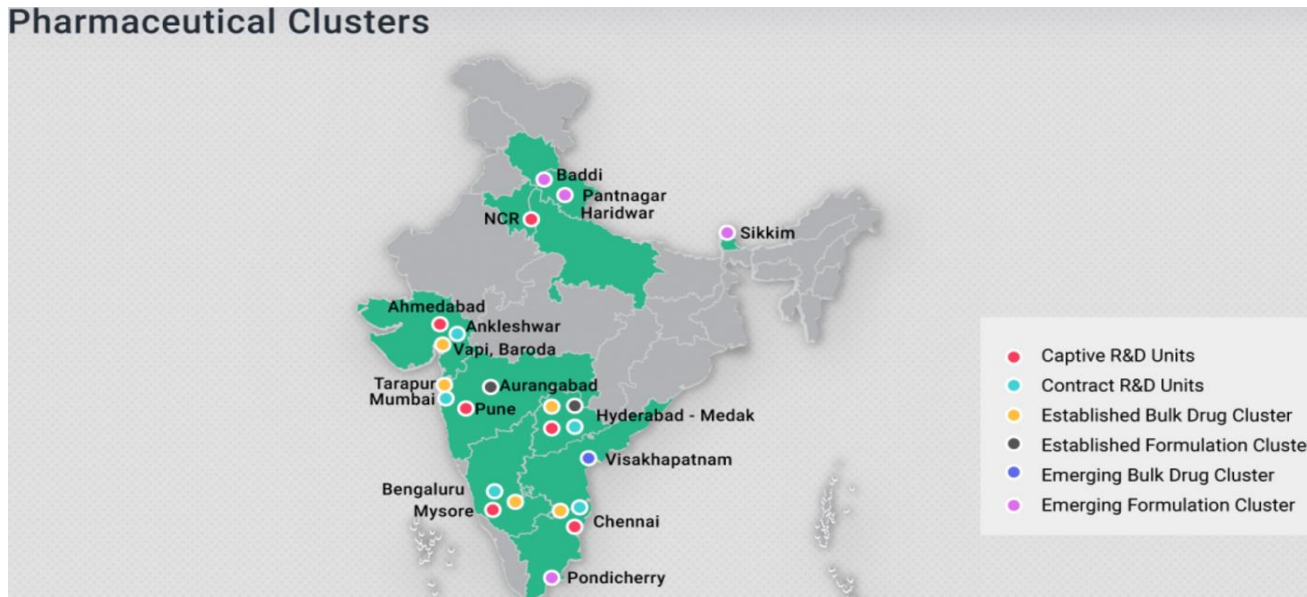 Pharmaceutical Clusters
Baddi
Pantnagar
Haridwar
NCR
Sikkim
Ahmedabad
Ankleshwar
Vapi, Baroda
Tarapur
Mumbai
Aurangabad
Pune
Hyderabad - Medak
Visakhapatnam
Bengaluru
Mysore
Chennai
Pondicherry
Captive R&D Units
Contract R&D Units
Established Bulk Drug Cluster
Established Formulation Cluste
Emerging Bulk Drug Cluster
Emerging Formulation Cluster